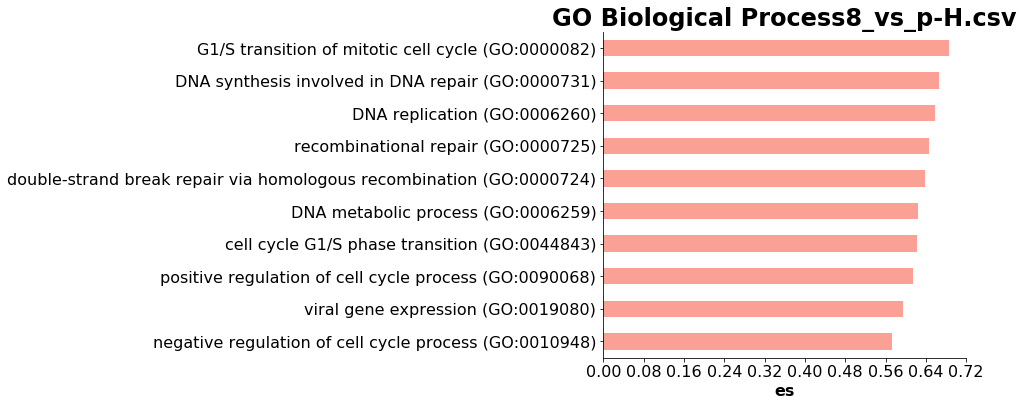 GO Biological Process8_vs_p-H.csv
G1/S transition of mitotic cell cycle (GO:0000082)
DNA synthesis involved in DNA repair (GO:0000731)
DNA replication (GO:0006260)
recombinational repair (GO:0000725)
double-strand break repair via homologous recombination (GO:0000724)
DNA metabolic process (GO:0006259)
cell cycle G1/S phase transition (GO:0044843)
positive regulation of cell cycle process (GO:0090068)
viral gene expression (GO:0019080)
negative regulation of cell cycle process (GO:0010948)
0.00 0.08 0.16 0.24 0.32 0.40 0.48 0.56 0.64 0.72
es